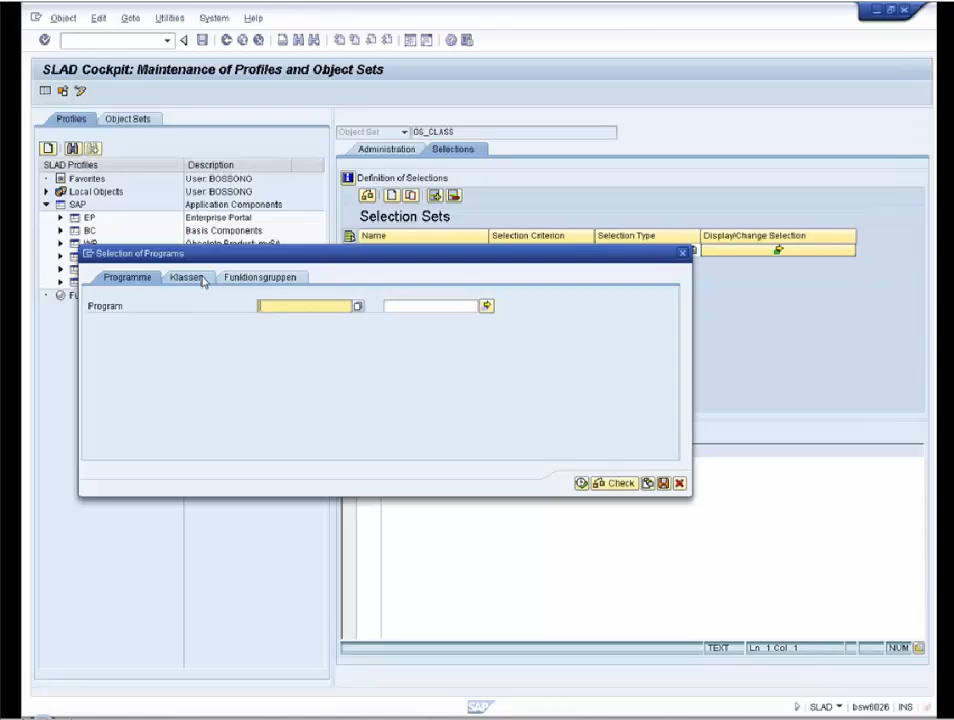 Object Edit Goto Utilities System Help
SLAD Cockpit: Maintenance of Profiles and Object Sets
Profiles Object Sets
Object Set OS_CLASS
Administration Selections
SLAD Profiles Description
Favorites User: BOSSONG
Local Objects User: BOSSONG
SAP Application Components
EP Enterprise Portal
BC Basis Components
Definition of Selections
Selection Sets
Name Selection Criterion Selection Type Display/Change Selection
Selection of Programs
Programme Klassen Funktionsgruppen
Program
Check
TEXT Ln 1 Col 1 NUM
SAP
SLAD bsw6026 INS